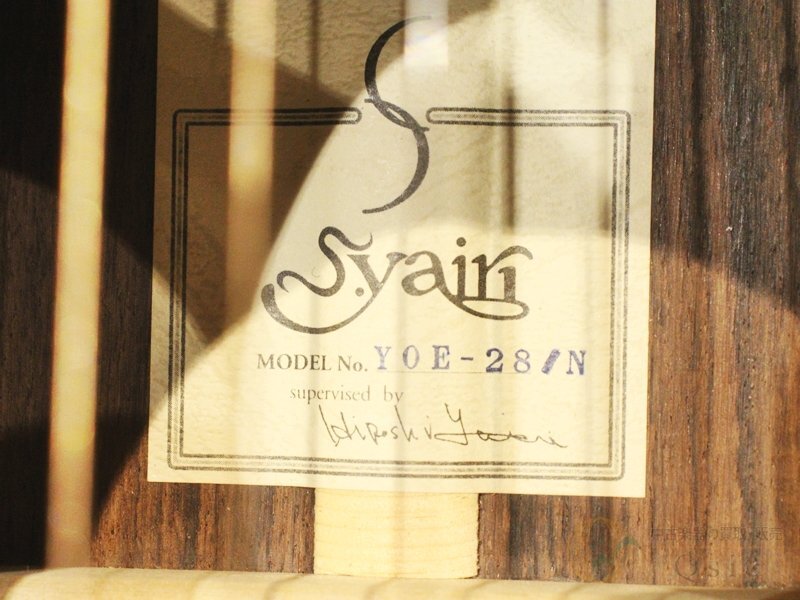 S.yairi
MODEL No. YOE-28/N
supervised by
Hiroshi Yairi